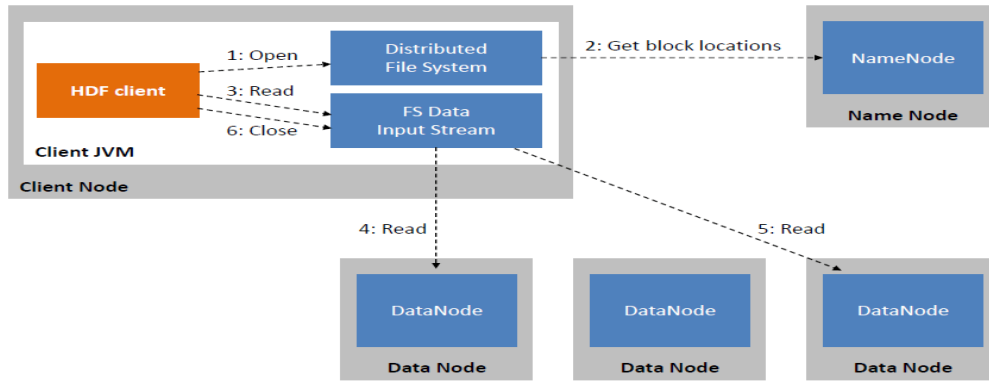 1: Open
Distributed
File System
2: Get block locations
NameNode
HDF client
3: Read
FS Data
Input Stream
6: Close
Name Node
Client JVM
Client Node
4: Read
5: Read
DataNode
DataNode
DataNode
Data Node
Data Node
Data Node